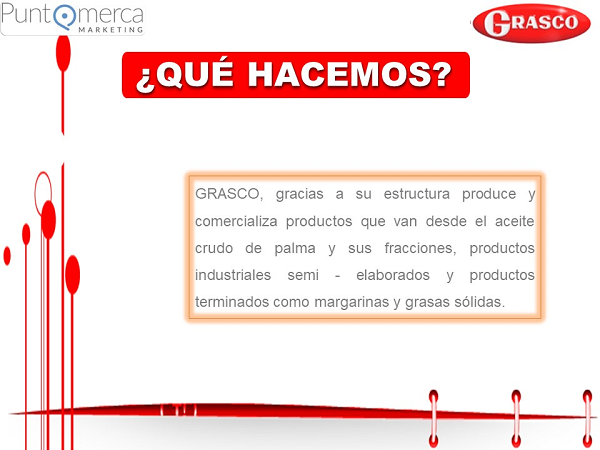 PuntOmerca
MARKETING
GRASCO
¿QUÉ HACEMOS?
GRASCO, gracias a su estructura produce y
comercializa productos que van desde el aceite
crudo de palma y sus fracciones, productos
industriales semi - elaborados y productos
terminados como margarinas y grasas sólidas.